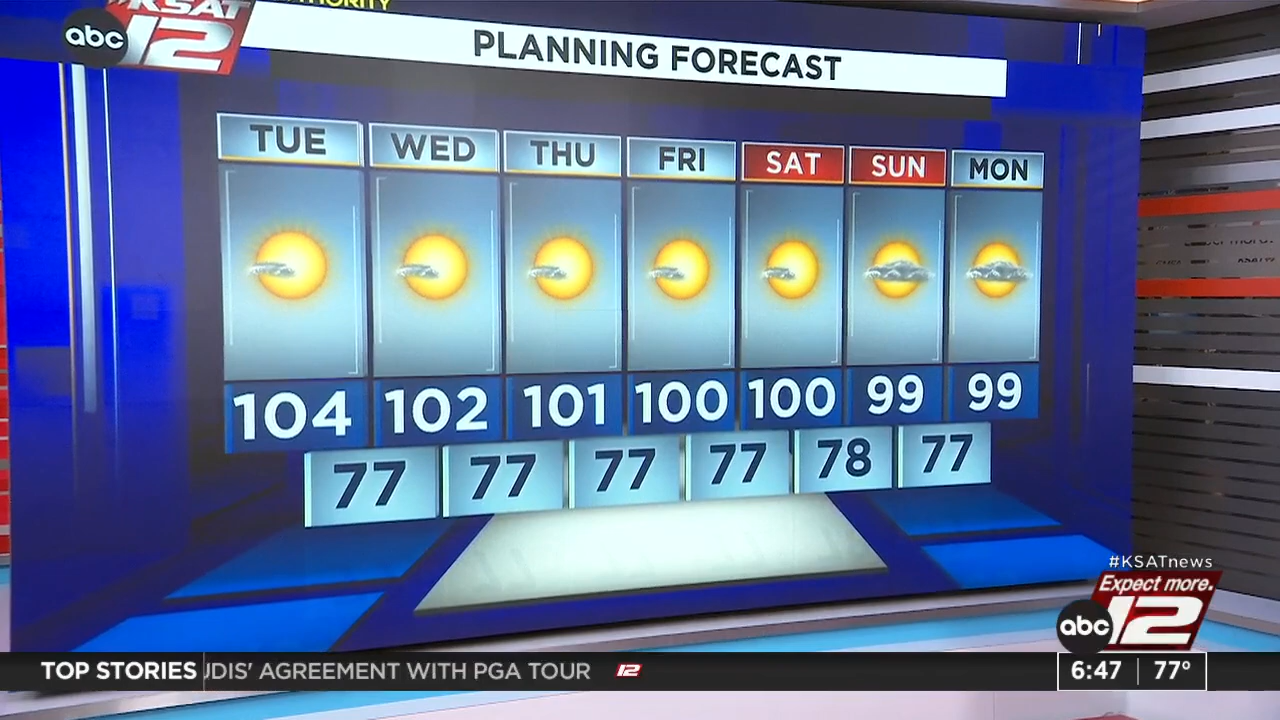 KSAT
abc 12
PLANNING FORECAST
TUE WED THU FRI SAT SUN MON
104 102 101 100 100 99 99
77 77 77 77 78 77
#KSATnews
Expect more.
abc 12
TOP STORIES JDIS' AGREEMENT WITH PGA TOUR 12 6:47 77°